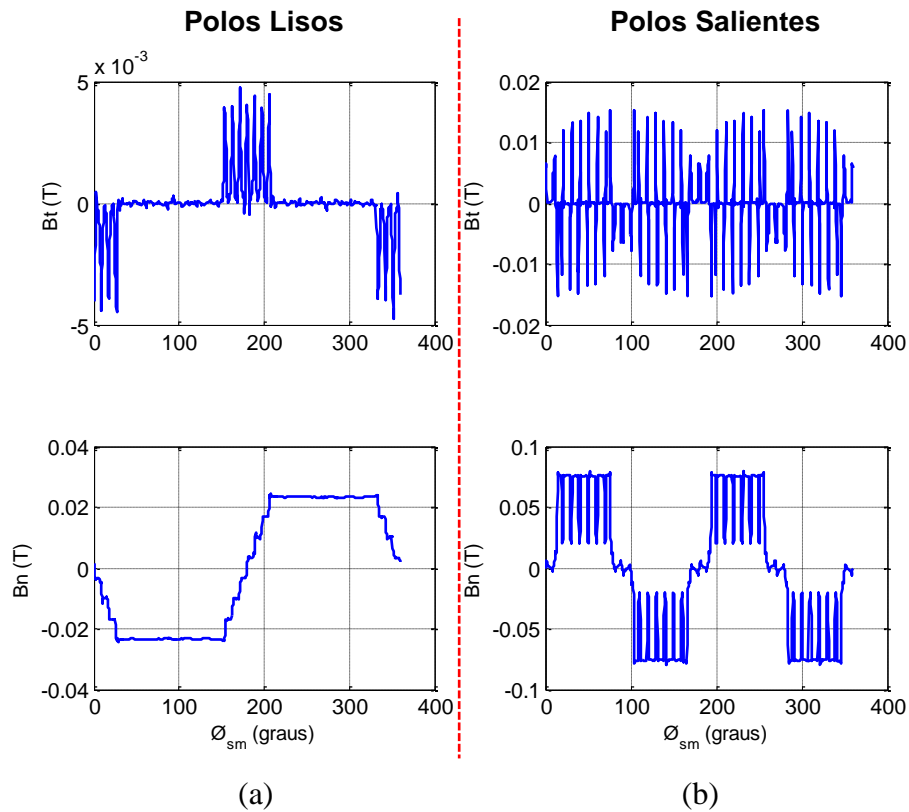 Polos Lisos
Polos Salientes
x 10^-3
5
0
-5
Bt (T)
0 100 200 300 400
0.02
0.01
0
-0.01
-0.02
Bt (T)
0 100 200 300 400
0.04
0.02
0
-0.02
-0.04
Bn (T)
0 100 200 300 400
Ø_sm (graus)
0.1
0.05
0
-0.05
-0.1
Bn (T)
0 100 200 300 400
Ø_sm (graus)
(a)
(b)